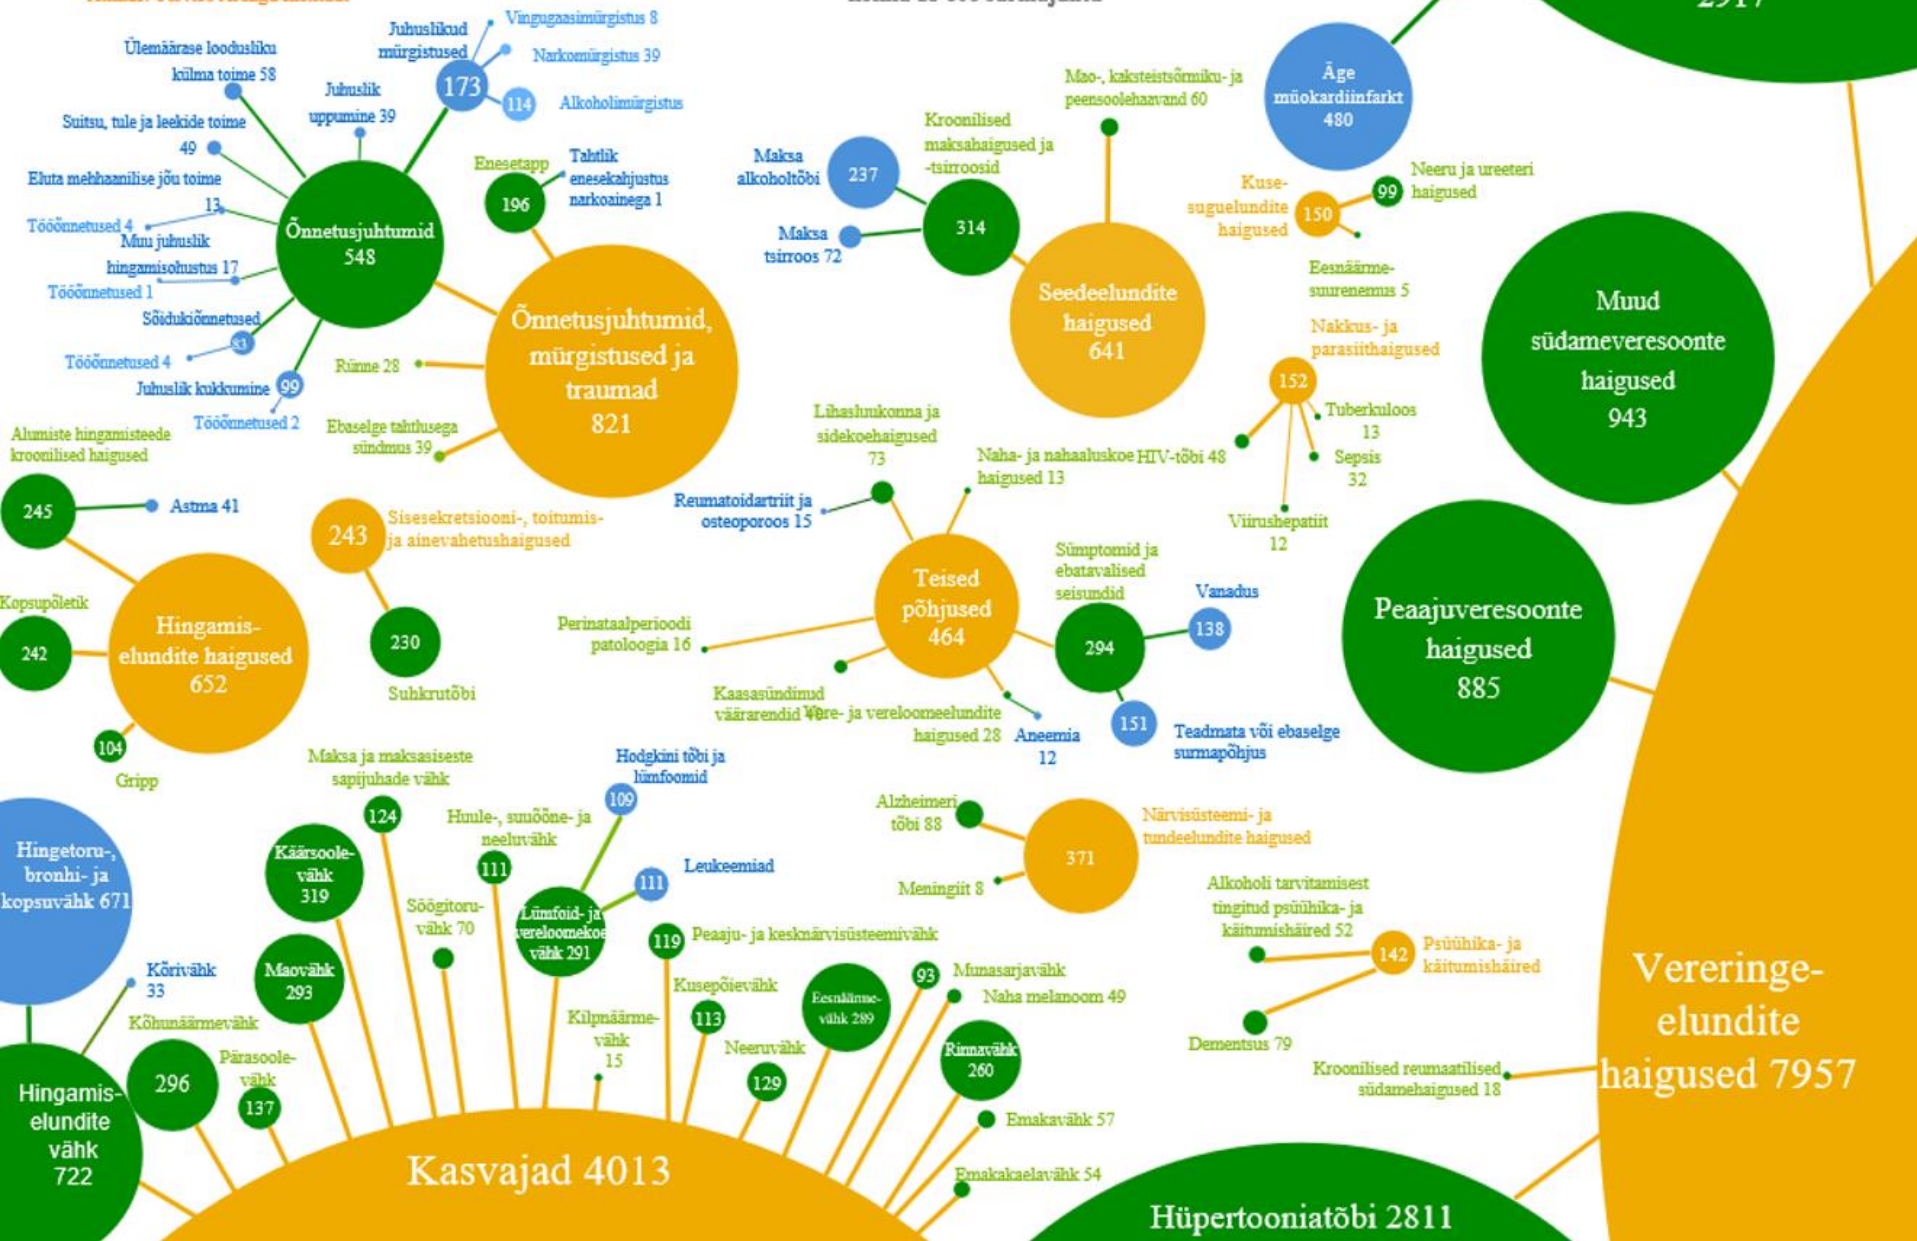 Ülemäärase loodusliku
külma toime 58
Juhuslikud
mürgistused
173
Vingugaasimürgistus 8
Narkomürgistus 39
114
Alkoholimürgistus
Juhuslik
uppumine 39
Suitsu, tule ja leekide toime
49
Eluta mehhaanilise jõu toime
13
Tööõnnetused 4
Muu juhuslik
hingamisohustus 17
Tööõnnetused 1
Sõidukiõnnetused
83
Tööõnnetused 4
Juhuslik kukkumine
99
Tööõnnetused 2
Õnnetusjuhtumid
548
Enesetapp
196
Tahtlik
enesekahjustus
narkoainega 1
Õnnetusjuhtumid,
mürgistused ja
traumad
821
Rünne 28
Ebaselge tahtlusega
sündmus 39
Maksa
alkoholtõbi
237
Maksa
tsirroos 72
Kroonilised
maksahaigused ja
-tsirroosid
314
Mao-, kaksteistsõrmiku- ja
peensoolehaavand 60
Seedeelundite
haigused
641
Äge
müokardiinfarkt
480
Kuse-
suguelundite
haigused
150
99
Neeru ja ureeteri
haigused
Eesnäärme-
suurenemus 5
Nakkus- ja
parasiithaigused
152
Tuberkuloos
13
Sepsis
32
HIV-tõbi 48
Viirushepatiit
12
Muud
südameveresoonte
haigused
943
Peaajuveresoonte
haigused
885
Alumiste hingamisteede
kroonilised haigused
245
Astma 41
Kopsupõletik
242
Hingamis-
elundite haigused
652
104
Gripp
243
Sisesekretsiooni-, toitumis-
ja ainevahetushaigused
230
Suhkrutõbi
Lihasluukonna ja
sidekoehaigused
73
Reumatoidartriit ja
osteoporoos 15
Naha- ja nahaaluskoe
haigused 13
Teised
põhjused
464
Perinataalperioodi
patoloogia 16
Kaasasündinud
väärarendid
Vere- ja vereloomeelundite
haigused 28
Aneemia
12
Sümptomid ja
ebatavalised
seisundid
294
Vanadus
138
151
Teadmata või ebaselge
surmapõhjus
Alzheimeri
tõbi 88
Meningiit 8
371
Närvisüsteemi- ja
tundeelundite haigused
Alkoholi tarvitamisest
tingitud psüühika- ja
käitumishäired 52
142
Psüühika- ja
käitumishäired
Dementsus 79
Kroonilised reumaatilised
südamehaigused 18
Vereringe-
elundite
haigused 7957
Hüpertooniatõbi 2811
Hingetoru-,
bronhi- ja
kopsuvähk 671
Kõrivähk
33
Hingamis-
elundite
vähk
722
Kõhunäärmevähk
296
Pärasoole-
vähk
137
Maovähk
293
Käärsoole-
vähk
319
Maksa ja maksasiseste
sapijuhade vähk
124
Söögitoru-
vähk 70
Huule-, suuõõne- ja
neeluvähk
111
Hodgkini tõbi ja
lümfoomid
109
Leukeemiad
111
Lümfoid- ja
vereloomekoe
vähk 291
Kilpnäärme-
vähk
15
119
Peaaju- ja kesknärvisüsteemivähk
Kusepõievähk
113
Neeruvähk
129
Eesnäärme-
vähk 289
93
Munasarjavähk
Naha melanoom 49
Rinnavähk
260
Emakavähk 57
Emakakaelavähk 54
Kasvajad 4013